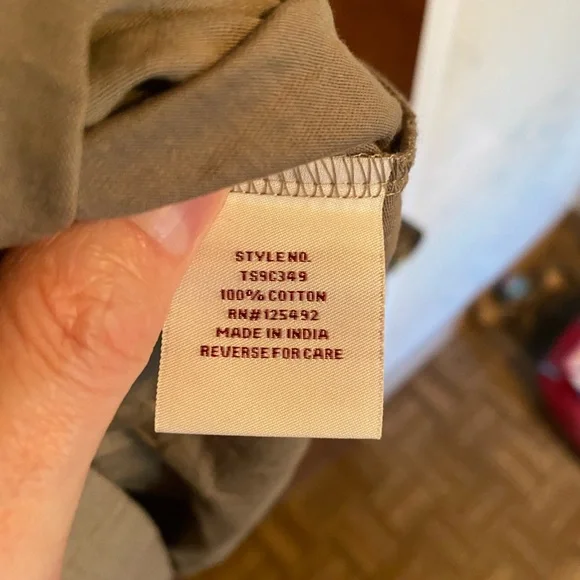 STYLE NO.
TS9C349
100% COTTON
RN#125492
MADE IN INDIA
REVERSE FOR CARE